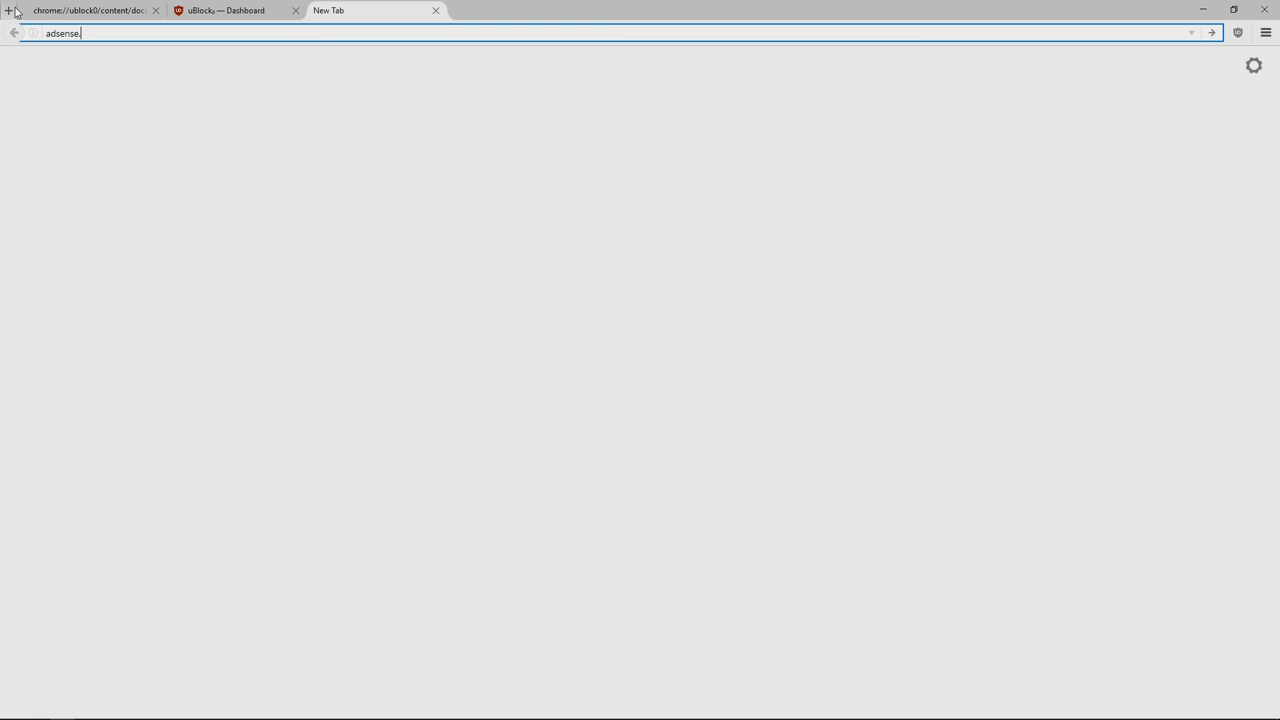 chrome://ublock0/content/doc
uBlock₀ — Dashboard
New Tab
adsense.